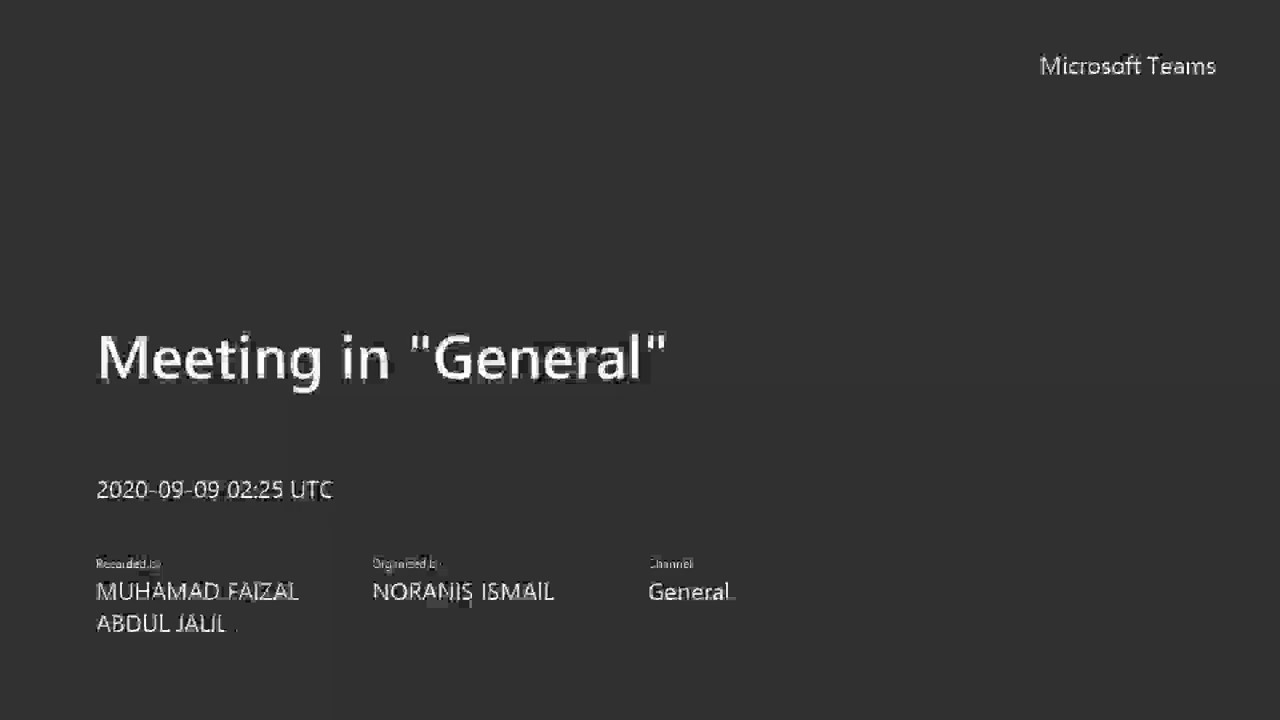 Microsoft Teams
Meeting in "General"
2020-09-09 02:25 UTC
Recorded by
MUHAMAD FAIZAL
ABDUL JALIL .
Organized by
NORANIS ISMAIL
Channel
General